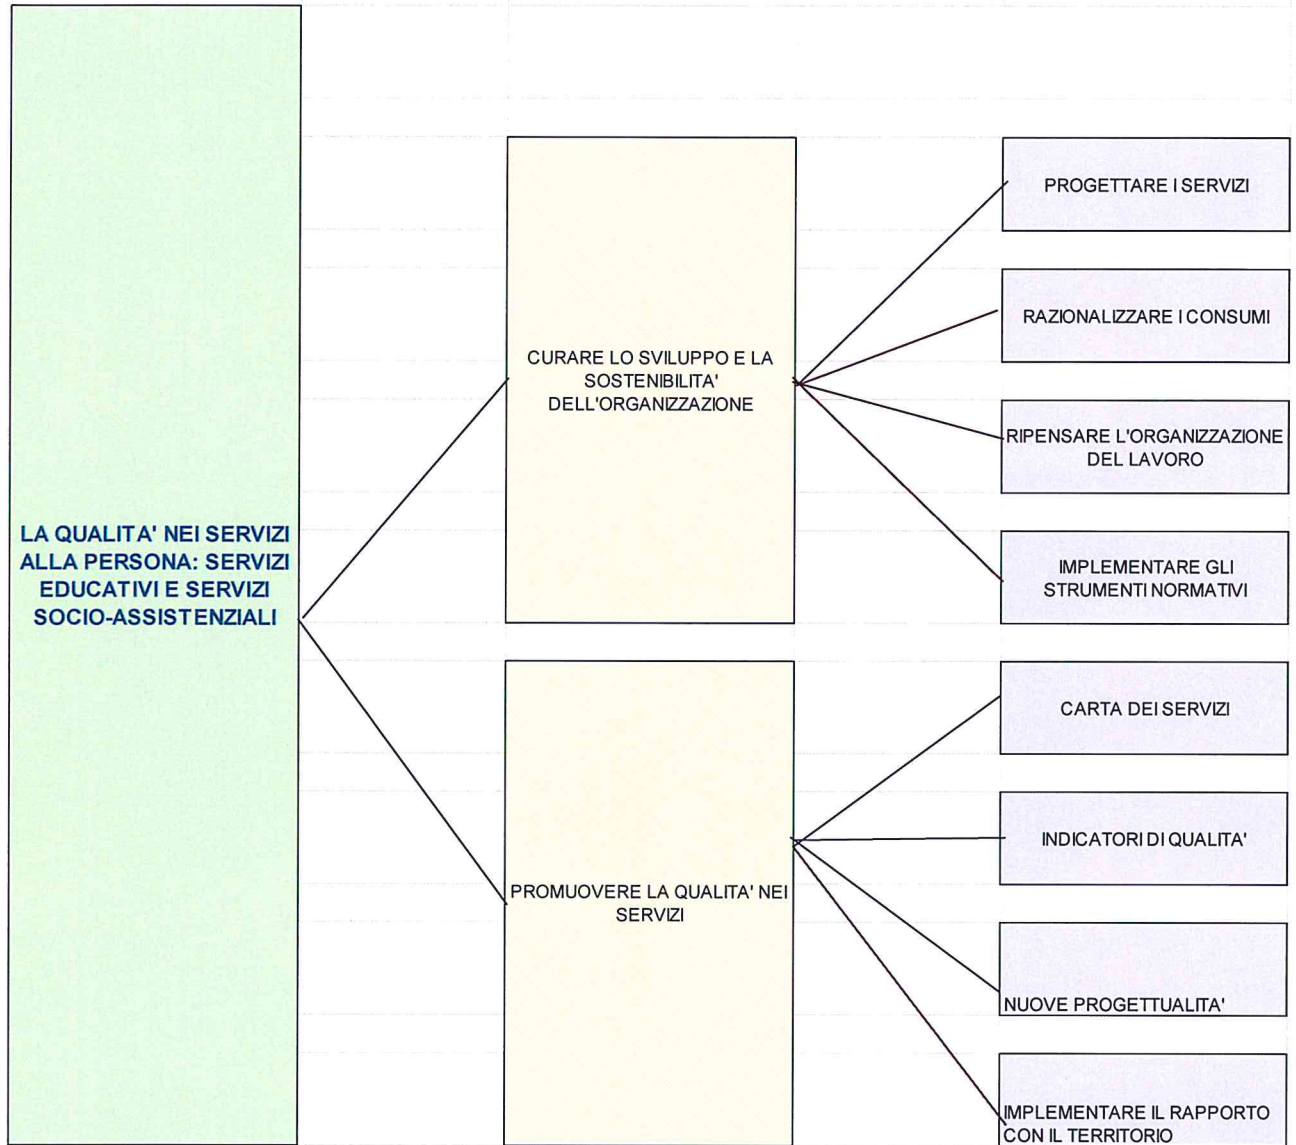 LA QUALITA' NEI SERVIZI
ALLA PERSONA: SERVIZI
EDUCATIVI E SERVIZI
SOCIO-ASSISTENZIALI
CURARE LO SVILUPPO E LA
SOSTENIBILITA'
DELL'ORGANIZZAZIONE
PROGETTARE I SERVIZI
RAZIONALIZZARE I CONSUMI
RIPENSARE L'ORGANIZZAZIONE
DEL LAVORO
IMPLEMENTARE GLI
STRUMENTI NORMATIVI
PROMUOVERE LA QUALITA' NEI
SERVIZI
CARTA DEI SERVIZI
INDICATORI DI QUALITA'
NUOVE PROGETTUALITA'
IMPLEMENTARE IL RAPPORTO
CON IL TERRITORIO